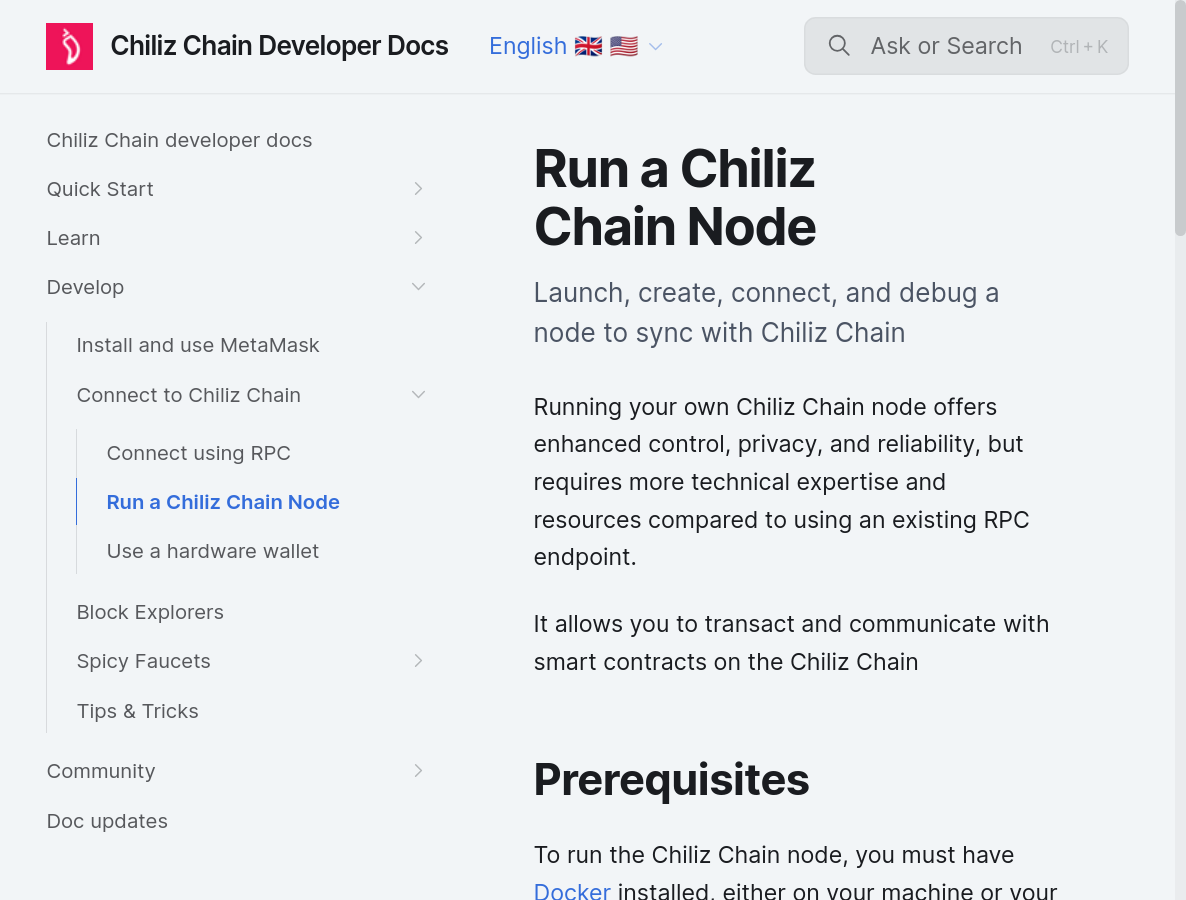 Chiliz Chain Developer Docs
English 🇬🇧 🇺🇸
Ask or Search Ctrl + K
Chiliz Chain developer docs
Quick Start
Learn
Develop
Install and use MetaMask
Connect to Chiliz Chain
Connect using RPC
Run a Chiliz Chain Node
Use a hardware wallet
Block Explorers
Spicy Faucets
Tips & Tricks
Community
Doc updates
Run a Chiliz
Chain Node
Launch, create, connect, and debug a
node to sync with Chiliz Chain
Running your own Chiliz Chain node offers
enhanced control, privacy, and reliability, but
requires more technical expertise and
resources compared to using an existing RPC
endpoint.
It allows you to transact and communicate with
smart contracts on the Chiliz Chain
Prerequisites
To run the Chiliz Chain node, you must have
Docker installed, either on your machine or your